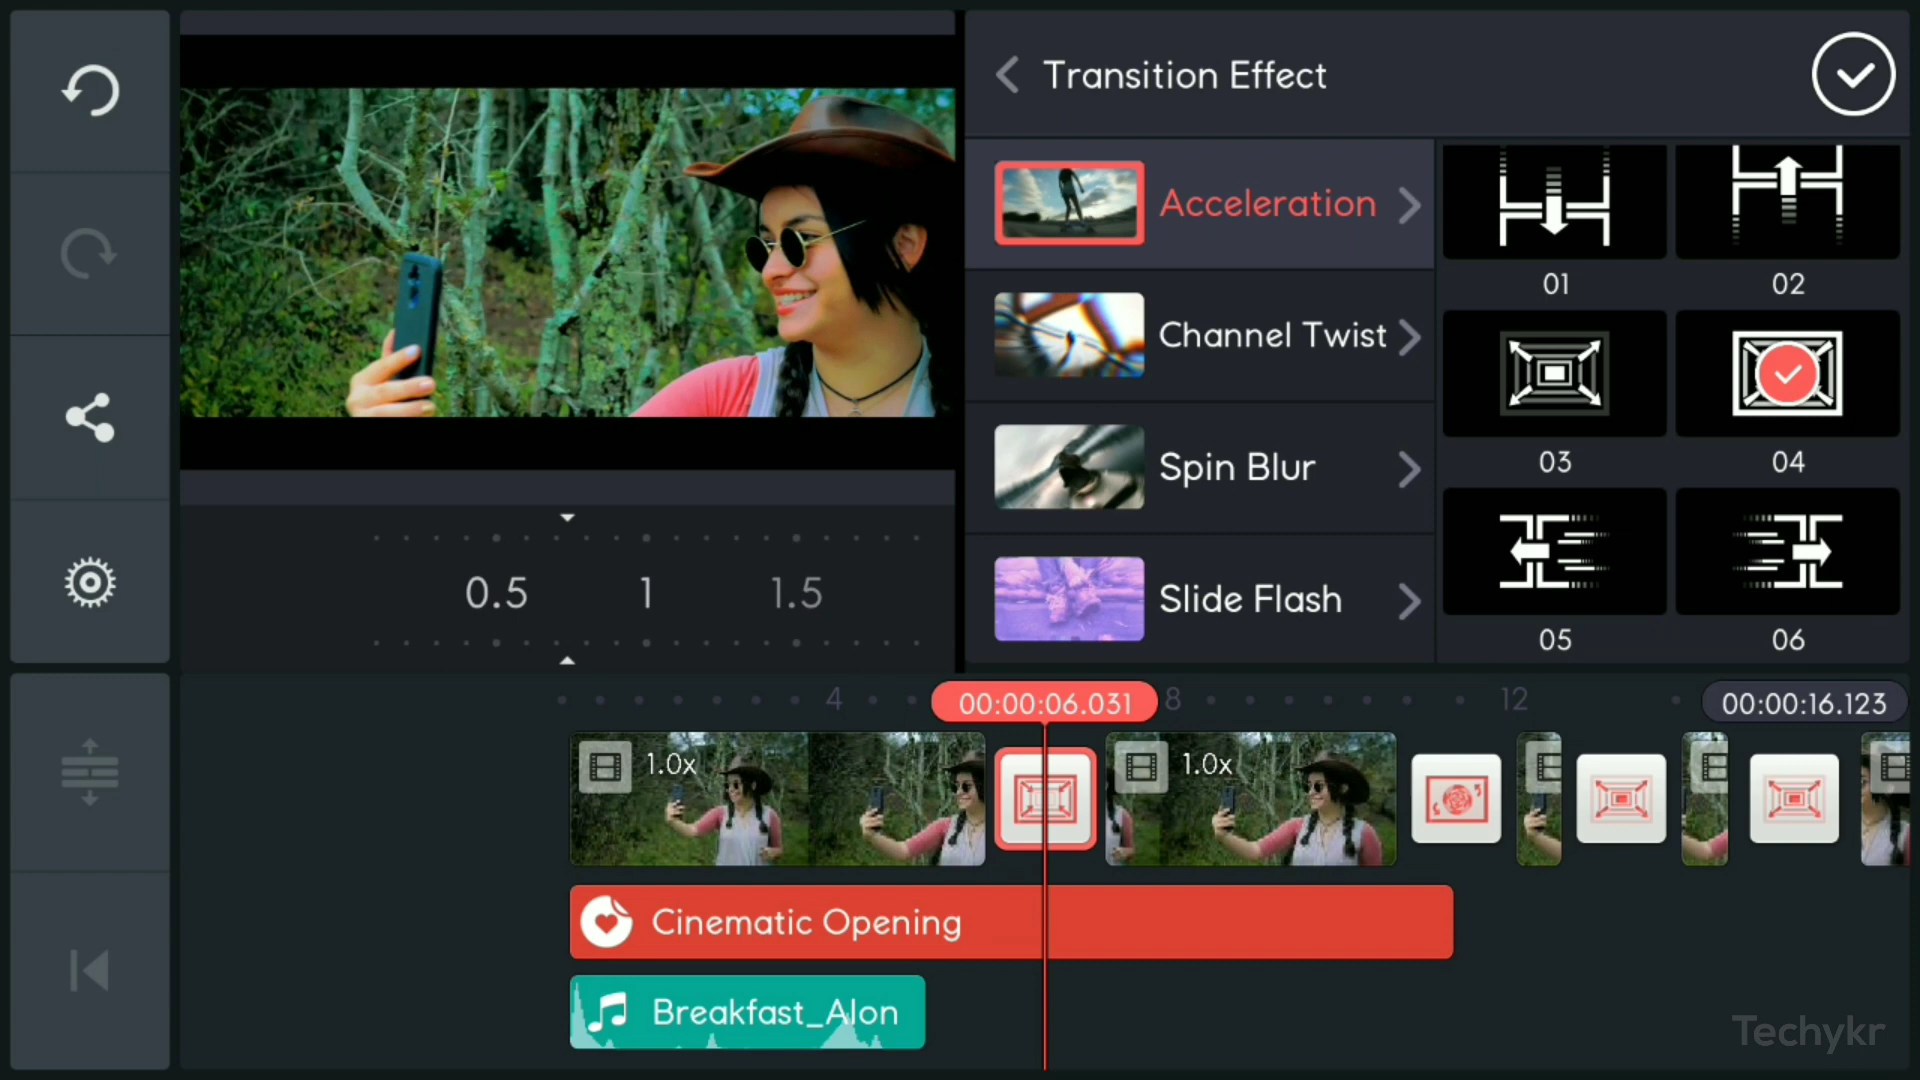 Transition Effect
Acceleration
Channel Twist
Spin Blur
Slide Flash
01
02
03
04
05
06
0.5
1
1.5
4
00:00:06.031
8
12
00:00:16.123
1.0x
1.0x
Cinematic Opening
Breakfast_Alon
Techykr